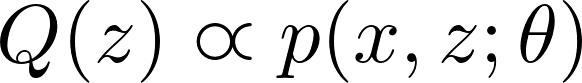 Q(z) ∝ p(x, z; θ)